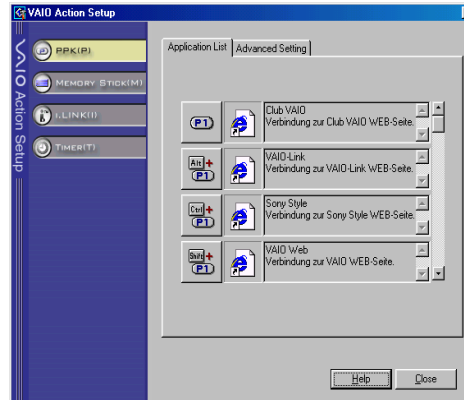 VAIO Action Setup
VAIO Action Setup
PPK(P)
MEMORY STICK(M)
i.LINK(I)
TIMER(T)
Application List
Advanced Setting
P1
Club VAIO
Verbindung zur Club VAIO WEB-Seite.
Alt +
P1
VAIO-Link
Verbindung zur VAIO-Link WEB-Seite.
Ctrl +
P1
Sony Style
Verbindung zur Sony Style WEB-Seite.
Shift +
P1
VAIO Web
Verbindung zur VAIO WEB-Seite.
Help
Close